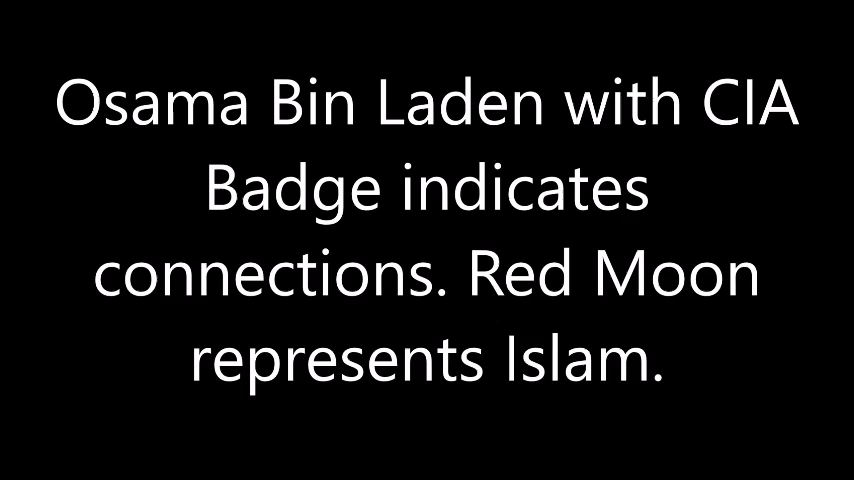 Osama Bin Laden with CIA
Badge indicates
connections. Red Moon
represents Islam.